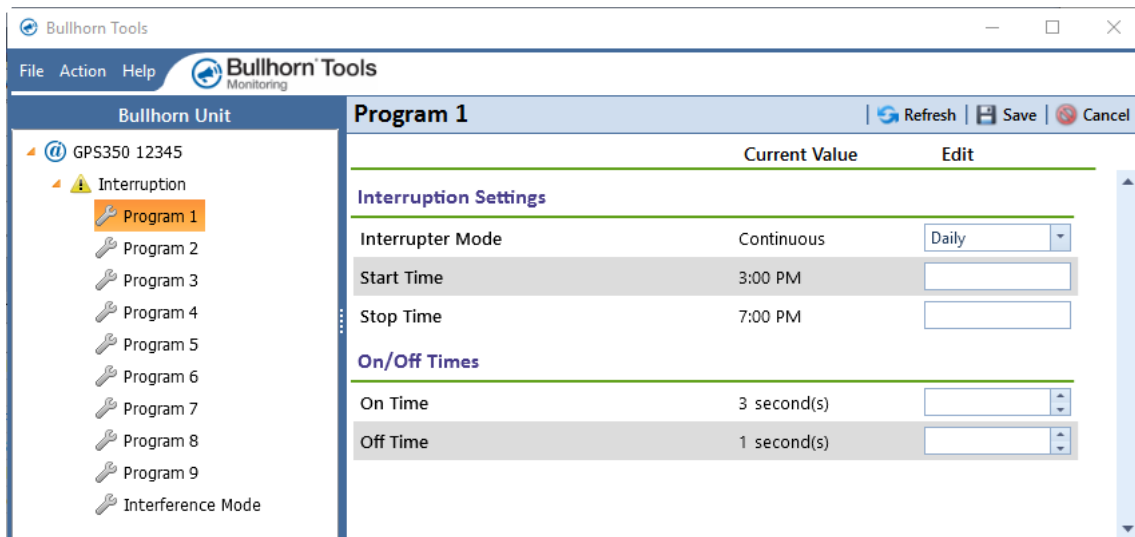 Bullhorn Tools
File Action Help
Bullhorn Tools
Monitoring
Bullhorn Unit
GPS350 12345
Interruption
Program 1
Program 2
Program 3
Program 4
Program 5
Program 6
Program 7
Program 8
Program 9
Interference Mode
Program 1
Refresh | Save | Cancel
Current Value Edit
Interruption Settings
Interrupter Mode Continuous Daily
Start Time 3:00 PM
Stop Time 7:00 PM
On/Off Times
On Time 3 second(s)
Off Time 1 second(s)